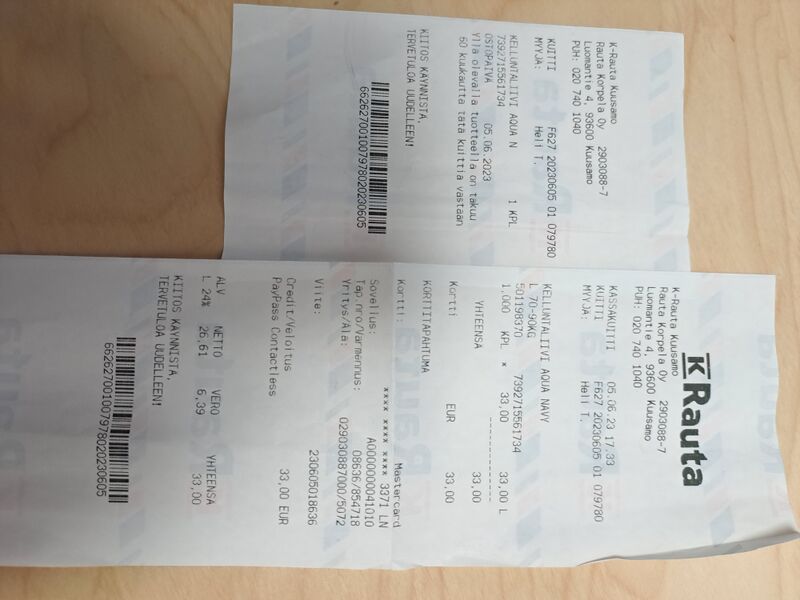 K-Rauta Kuusamo
Rauta Korpela Oy 2903088-7
Luomantie 4, 93600 Kuusamo
PUH: 020 740 1040
KUITTI F627 20230605 01 079780
MYYJÄ: Heli T.
KELLUNTALIIVI AQUA N 1 KPL
7392715561734
OSTOPÄIVÄ 05.06.2023
Yllä olevalla tuotteella on takuu
60 kuukautta tätä kuittia vastaan
KIITOS KÄYNNISTÄ,
TERVETULOA UUDELLEEN!
662627001007978020230605
K Rauta
K-Rauta Kuusamo
Rauta Korpela Oy 2903088-7
Luomantie 4, 93600 Kuusamo
PUH: 020 740 1040
KASSAKUITTI 05.06.23 17.33
KUITTI F627 20230605 01 079780
MYYJÄ: Heli T.
KELLUNTALIIVI AQUA NAVY
L 70-90KG
501198370 7392715561734
1.000 KPL * 33,00 33,00 L
-----------
YHTEENSÄ 33,00
Kortti EUR 33,00
KORTTITAPAHTUMA
Kortti: Mastercard
**** **** **** 3371 LN
Sovellus: A0000000041010
Tap.nro/Varmennus: 08636/854718
Yritys/Ala: 029030887000/5072
Viite: 230605018636
Credit/Veloitus 33,00 EUR
PayPass Contactless
ALV NETTO VERO YHTEENSÄ
L 24% 26,61 6,39 33,00
KIITOS KÄYNNISTÄ,
TERVETULOA UUDELLEEN!
662627001007978020230605